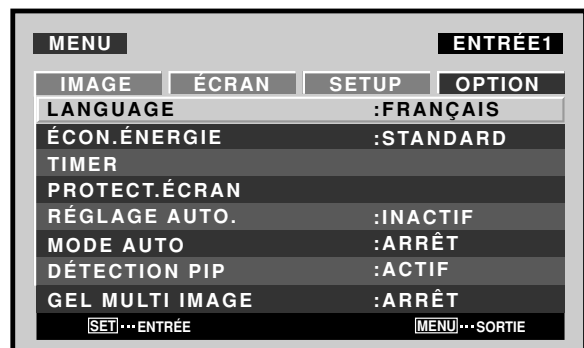 MENU ENTRÉE1
IMAGE ÉCRAN SETUP OPTION
LANGUAGE :FRANÇAIS
ÉCON.ÉNERGIE :STANDARD
TIMER
PROTECT.ÉCRAN
RÉGLAGE AUTO. :INACTIF
MODE AUTO :ARRÊT
DÉTECTION PIP :ACTIF
GEL MULTI IMAGE :ARRÊT
SET···ENTRÉE MENU···SORTIE